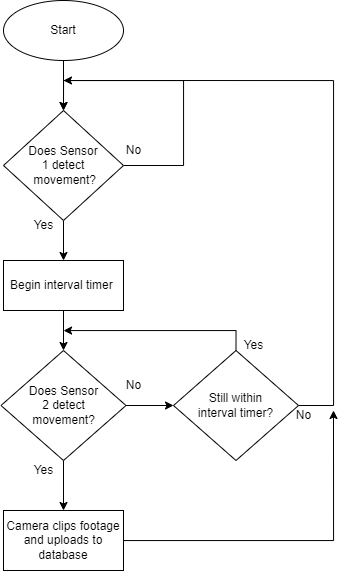 Start
Does Sensor
1 detect
movement?
No
Yes
Begin interval timer
Yes
Does Sensor
2 detect
movement?
No
Still within
interval timer?
No
Yes
Camera clips footage
and uploads to
database